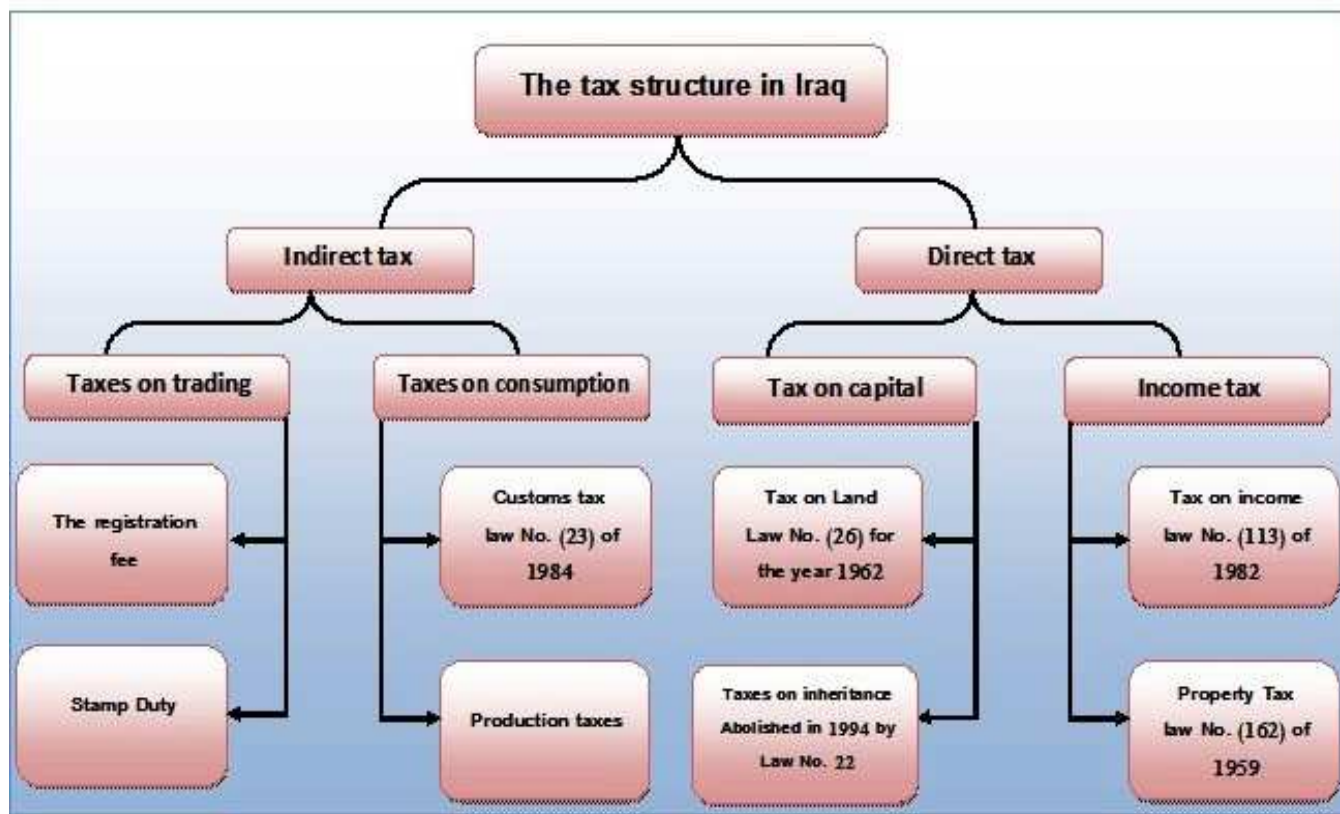 The tax structure in Iraq
Indirect tax
Direct tax
Taxes on trading
Taxes on consumption
Tax on capital
Income tax
The registration
fee
Customs tax
law No. (23) of
1984
Tax on Land
Law No. (26) for
the year 1962
Tax on income
law No. (113) of
1982
Stamp Duty
Production taxes
Taxes on inheritance
Abolished in 1994 by
Law No. 22
Property Tax
law No. (162) of
1959